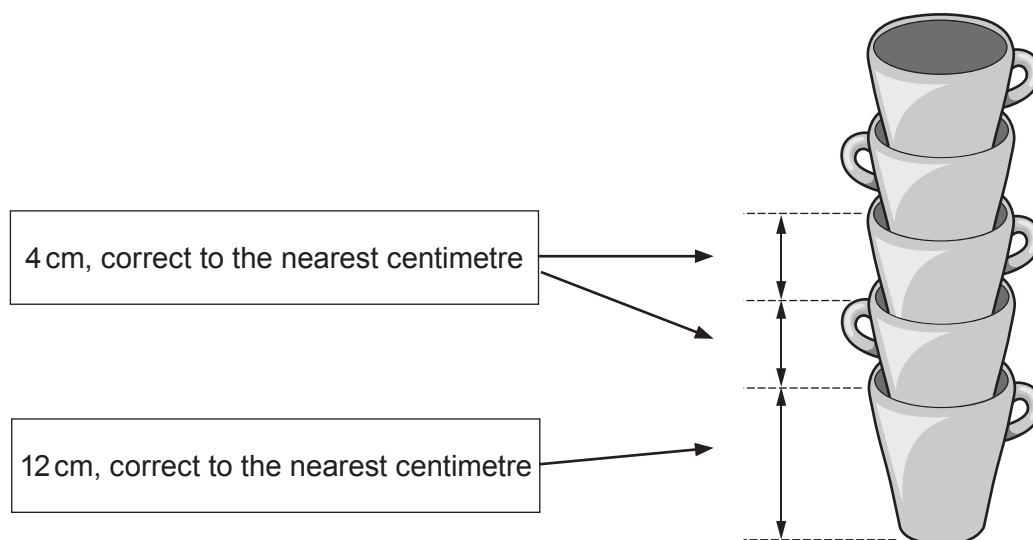 4 cm, correct to the nearest centimetre
12 cm, correct to the nearest centimetre